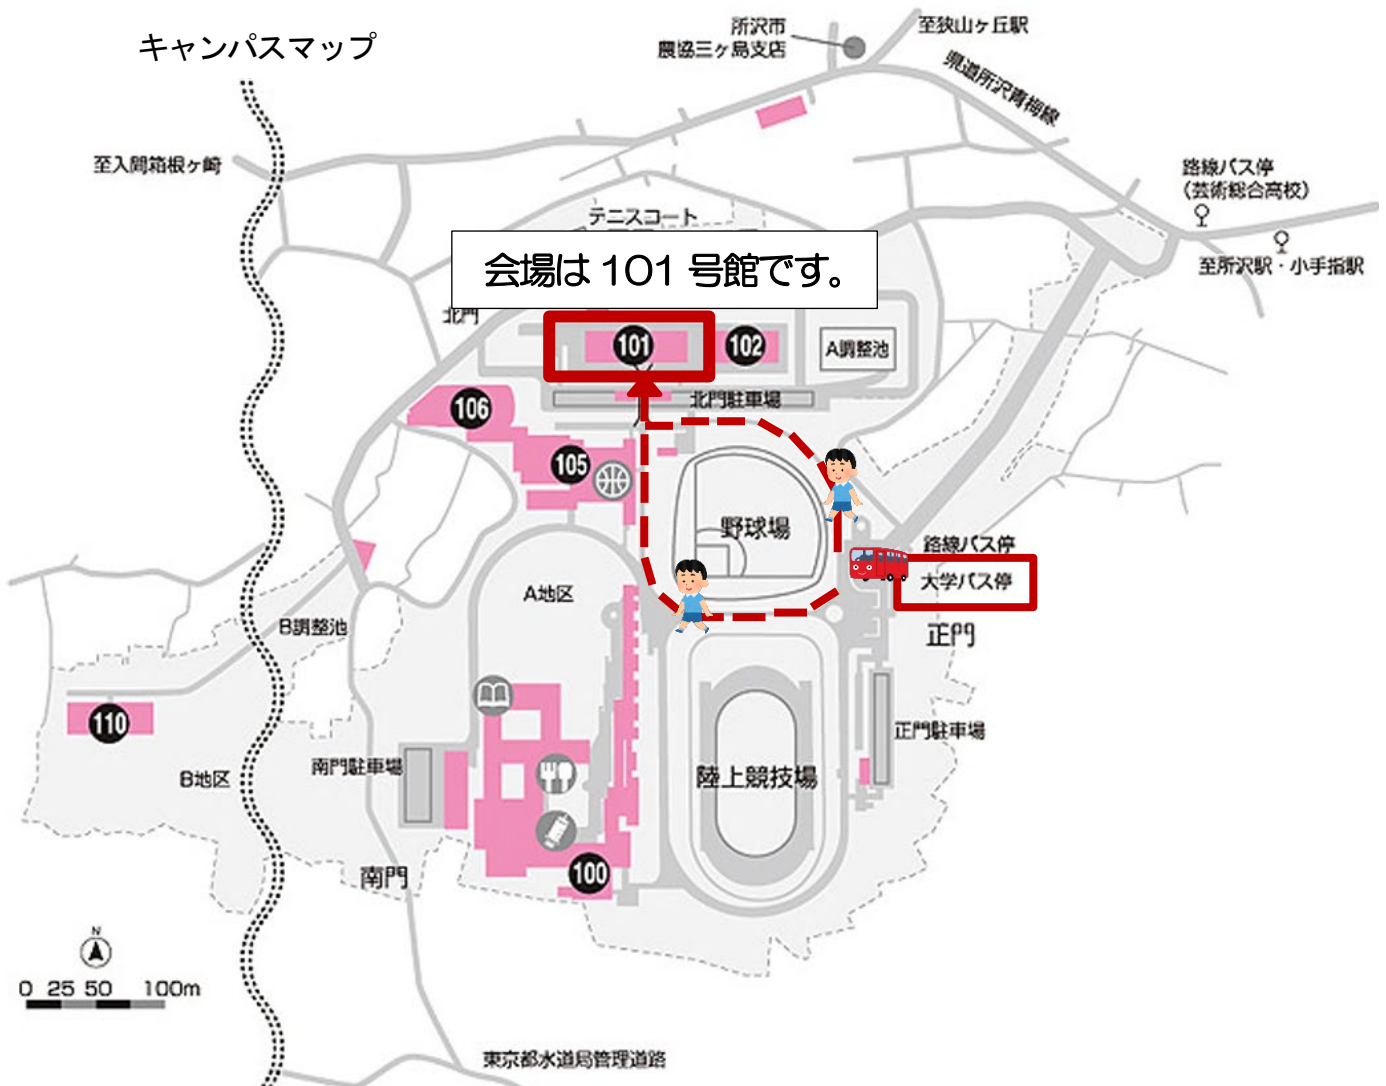 キャンパスマップ
所沢市
農協三ヶ島支店
至狭山ヶ丘駅
県道所沢青梅線
至入間箱根ヶ崎
路線バス停
(芸術総合高校)
至所沢駅・小手指駅
テニスコート
会場は 101 号館です。
北門
101
102
A調整池
北門駐車場
106
105
野球場
路線バス停
大学バス停
正門
A地区
B調整池
110
B地区
南門駐車場
正門駐車場
陸上競技場
100
南門
N
0 25 50 100m
東京都水道局管理道路